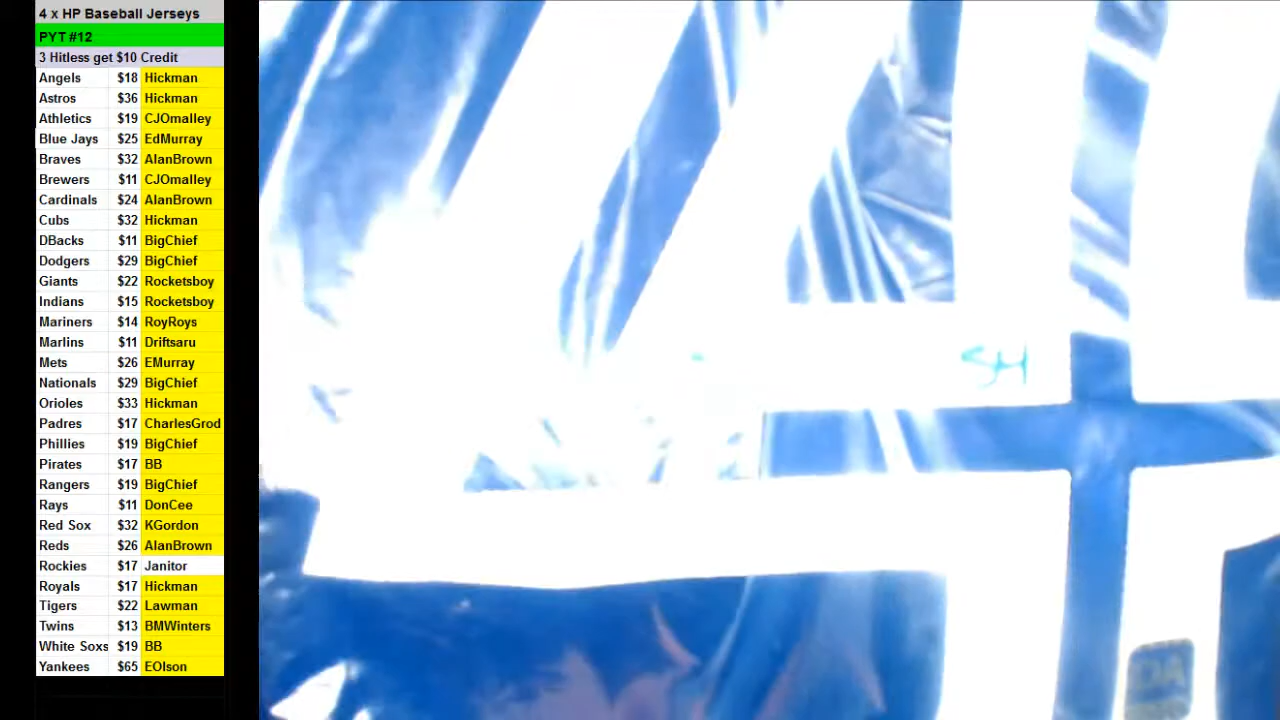 4 x HP Baseball Jerseys
PYT #12
3 Hitless get $10 Credit
Angels $18 Hickman
Astros $36 Hickman
Athletics $19 CJOmalley
Blue Jays $25 EdMurray
Braves $32 AlanBrown
Brewers $11 CJOmalley
Cardinals $24 AlanBrown
Cubs $32 Hickman
DBacks $11 BigChief
Dodgers $29 BigChief
Giants $22 Rocketsboy
Indians $15 Rocketsboy
Mariners $14 RoyRoys
Marlins $11 Driftsaru
Mets $26 EMurray
Nationals $29 BigChief
Orioles $33 Hickman
Padres $17 CharlesGrod
Phillies $19 BigChief
Pirates $17 BB
Rangers $19 BigChief
Rays $11 DonCee
Red Sox $32 KGordon
Reds $26 AlanBrown
Rockies $17 Janitor
Royals $17 Hickman
Tigers $22 Lawman
Twins $13 BMWinters
White Soxs $19 BB
Yankees $65 EOlson
SH